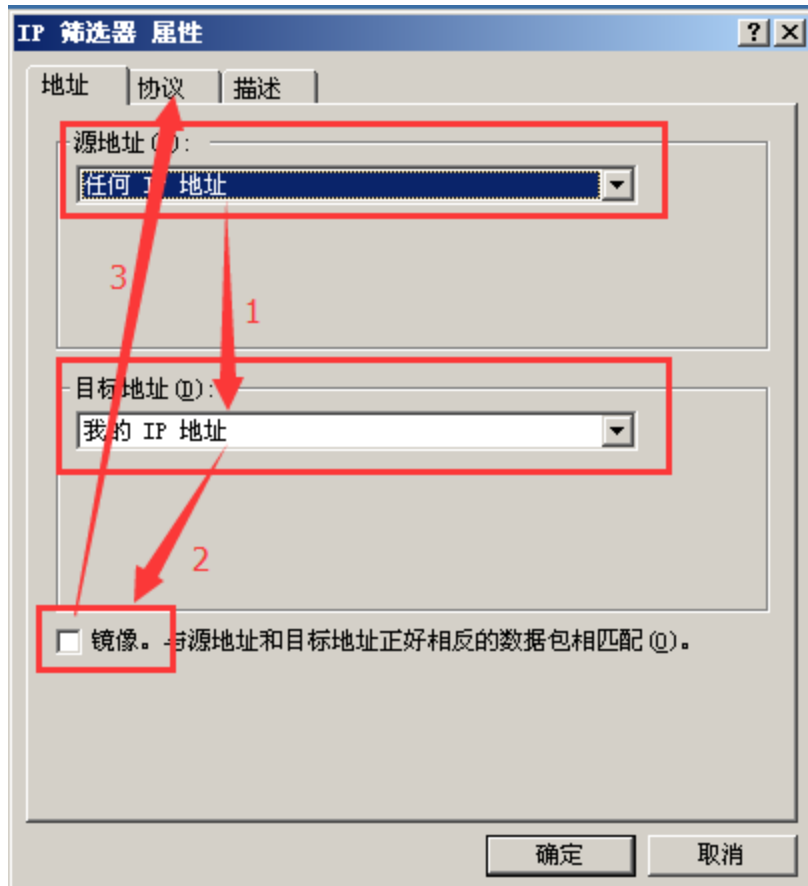 IP 筛选器 属性
地址 协议 描述
源地址
任何 IP 地址
3
1
目标地址(D):
我的 IP 地址
2
镜像。与源地址和目标地址正好相反的数据包相匹配(O)。
确定 取消